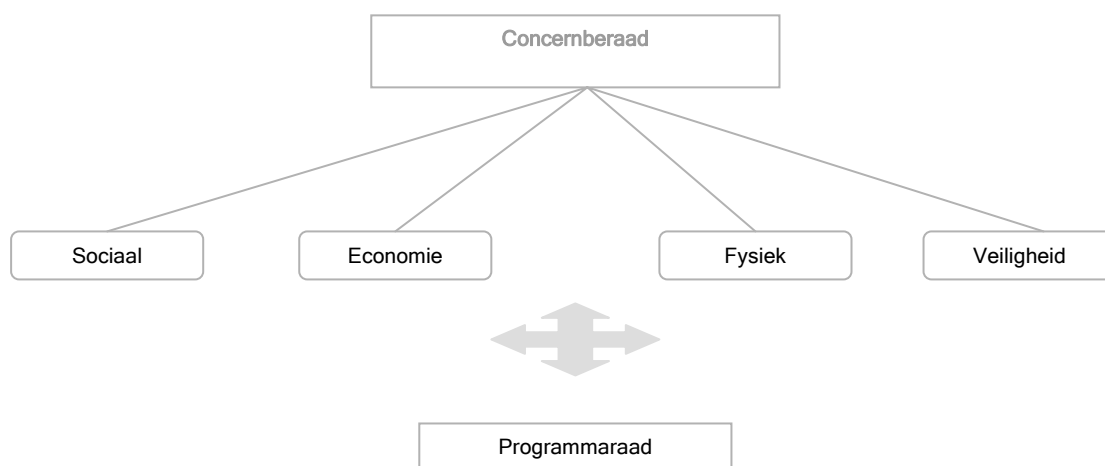 Concernberaad
Sociaal
Economie
Fysiek
Veiligheid
Programmaraad